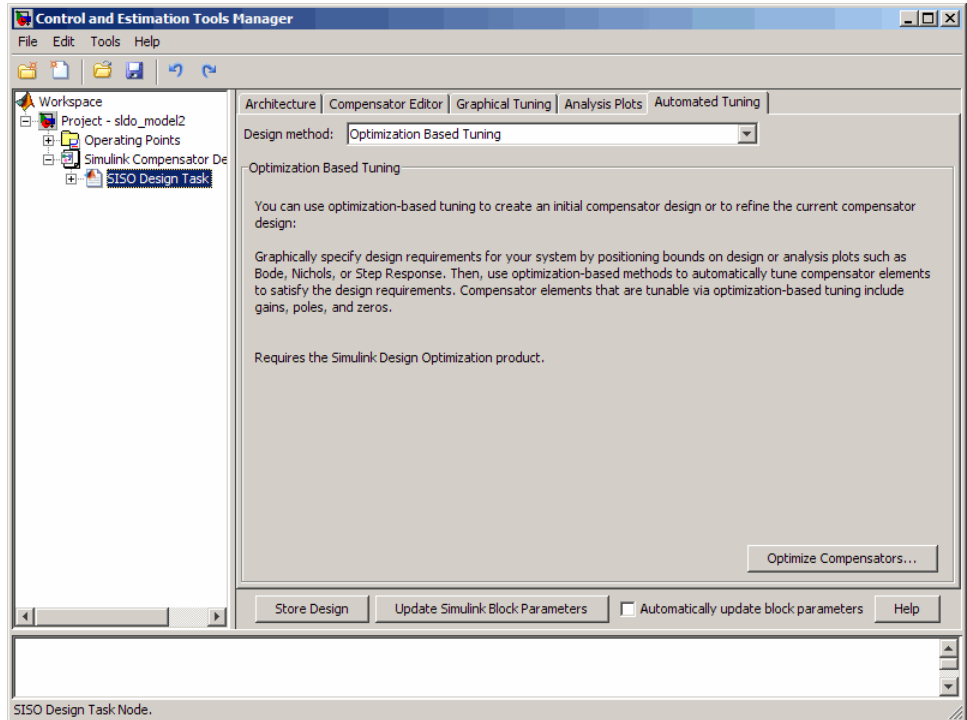 Control and Estimation Tools Manager
File Edit Tools Help
Workspace
Project - sldo_model2
Operating Points
Simulink Compensator De
SISO Design Task
Architecture Compensator Editor Graphical Tuning Analysis Plots Automated Tuning
Design method: Optimization Based Tuning
Optimization Based Tuning
You can use optimization-based tuning to create an initial compensator design or to refine the current compensator
design:
Graphically specify design requirements for your system by positioning bounds on design or analysis plots such as
Bode, Nichols, or Step Response. Then, use optimization-based methods to automatically tune compensator elements
to satisfy the design requirements. Compensator elements that are tunable via optimization-based tuning include
gains, poles, and zeros.
Requires the Simulink Design Optimization product.
Optimize Compensators...
Store Design Update Simulink Block Parameters Automatically update block parameters Help
SISO Design Task Node.